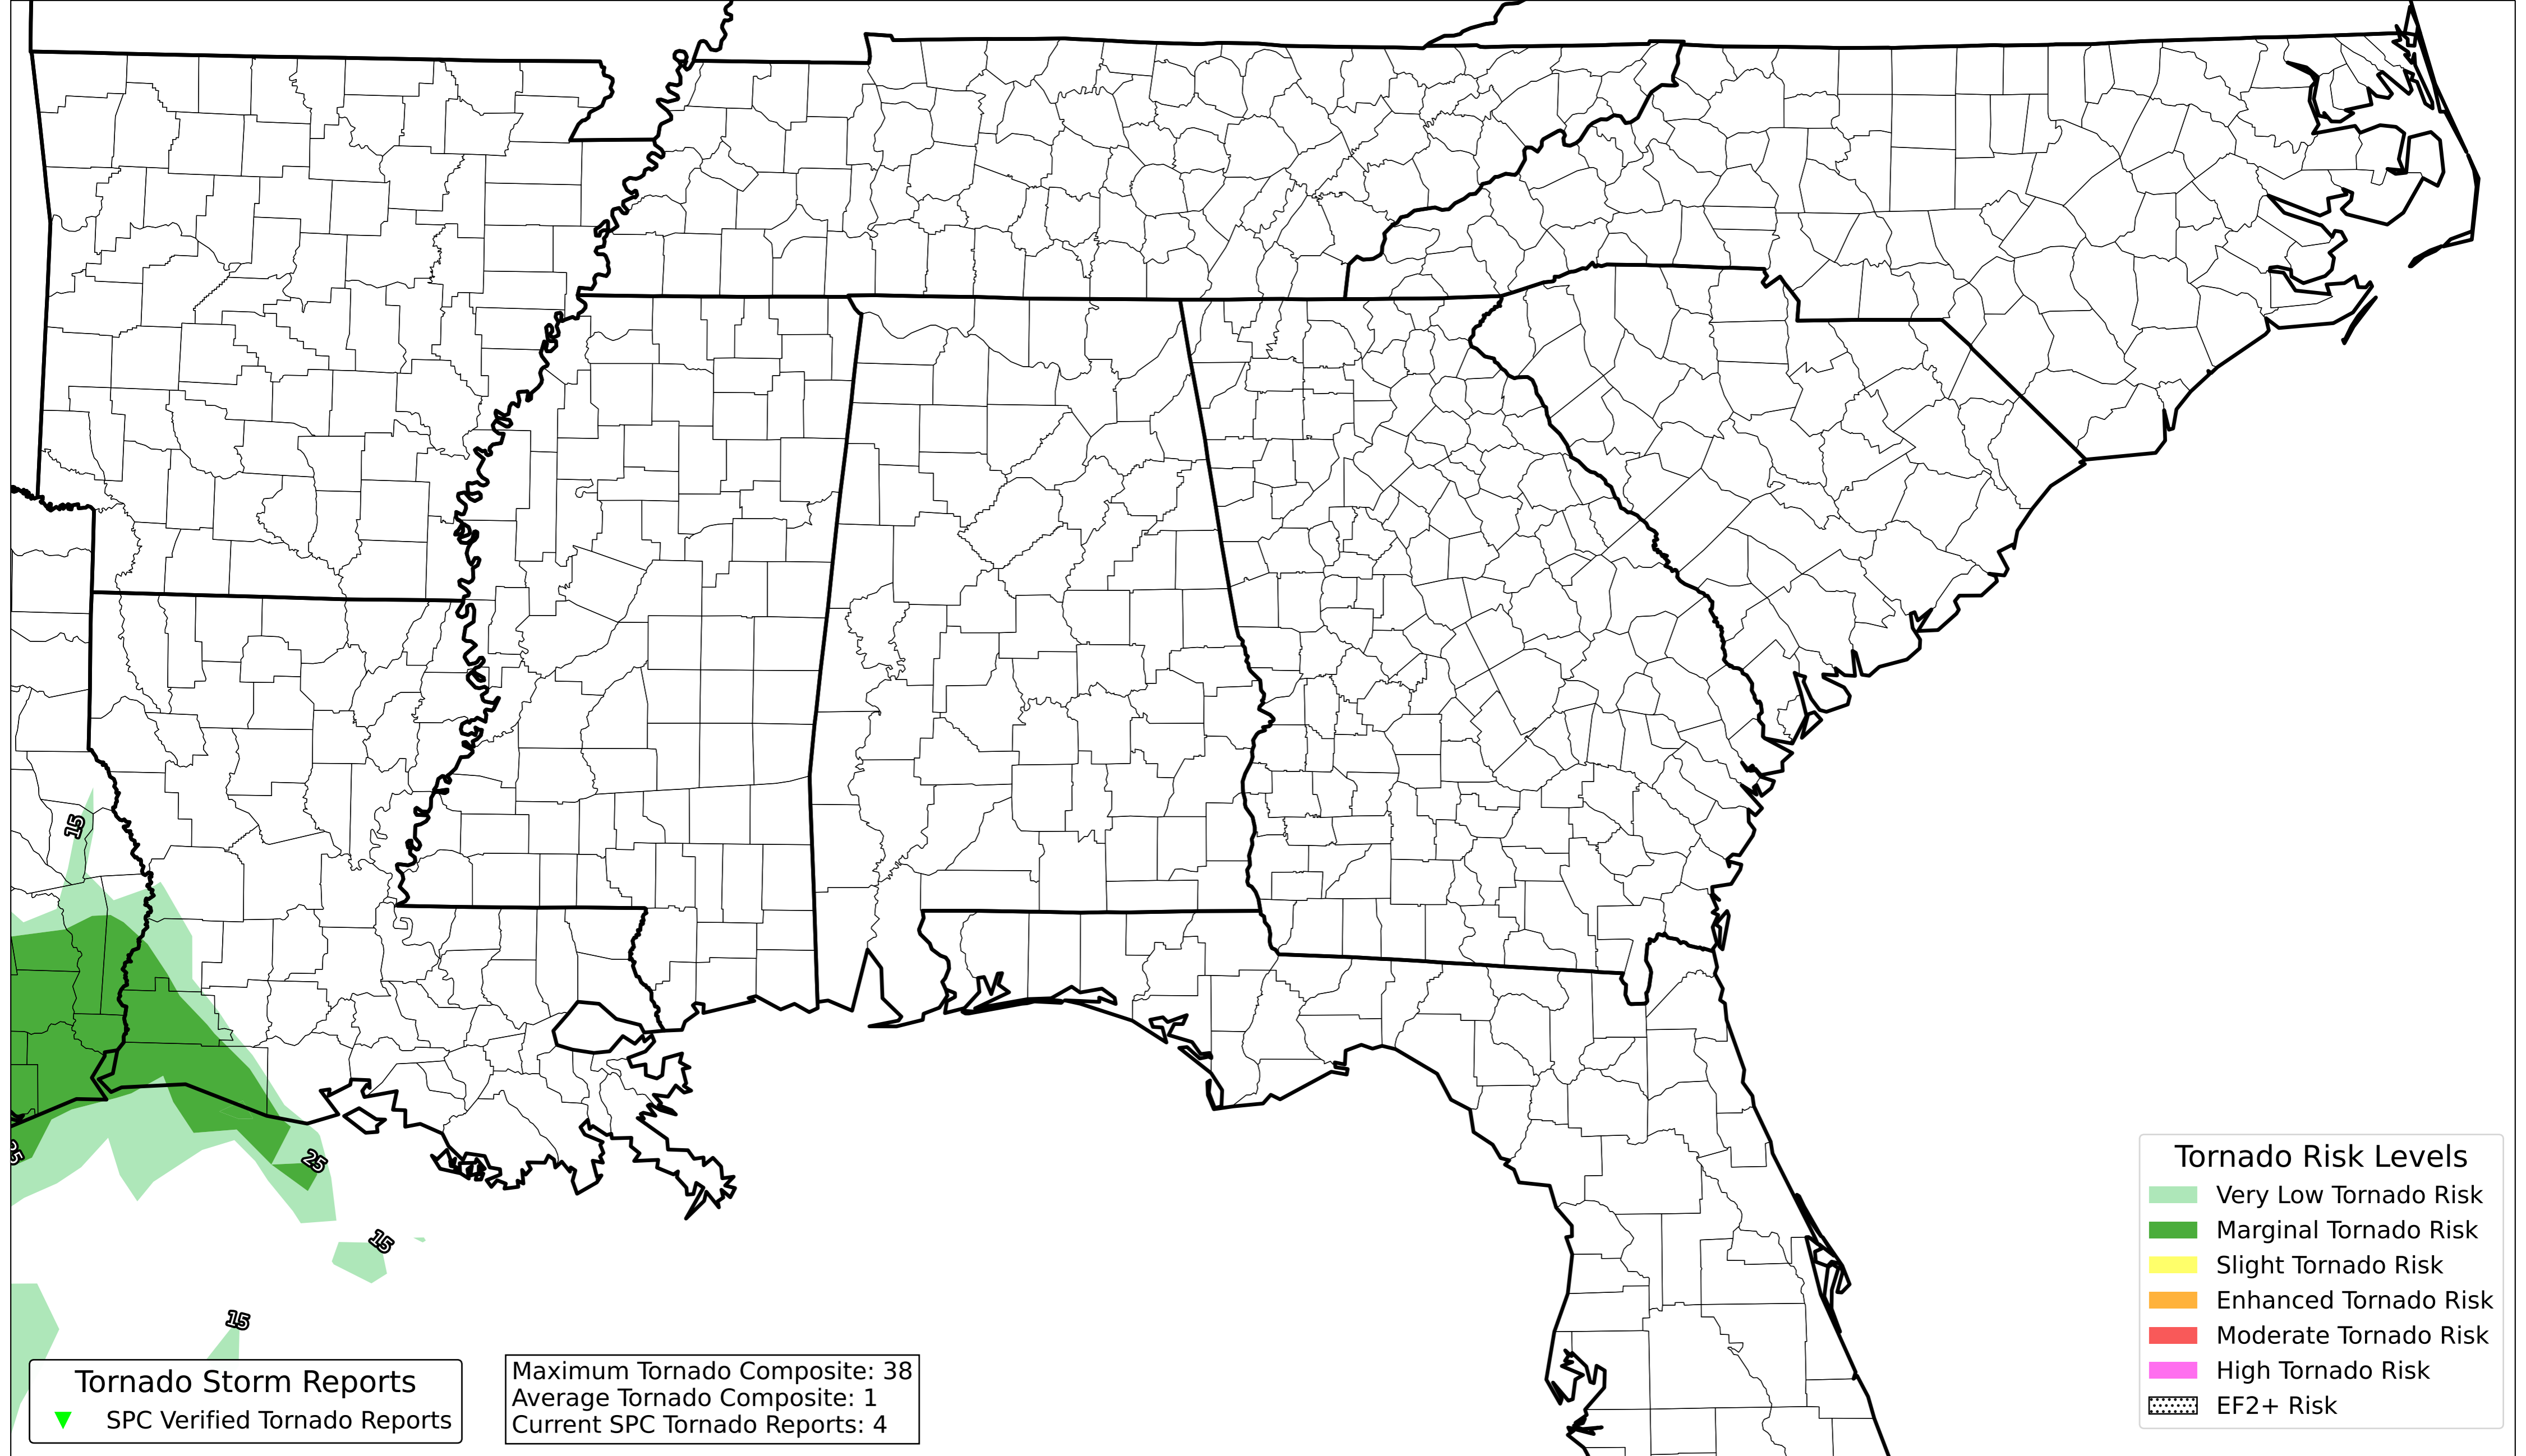 15
25
25
15
15
Tornado Storm Reports
SPC Verified Tornado Reports
Maximum Tornado Composite: 38
Average Tornado Composite: 1
Current SPC Tornado Reports: 4
Tornado Risk Levels
Very Low Tornado Risk
Marginal Tornado Risk
Slight Tornado Risk
Enhanced Tornado Risk
Moderate Tornado Risk
High Tornado Risk
EF2+ Risk